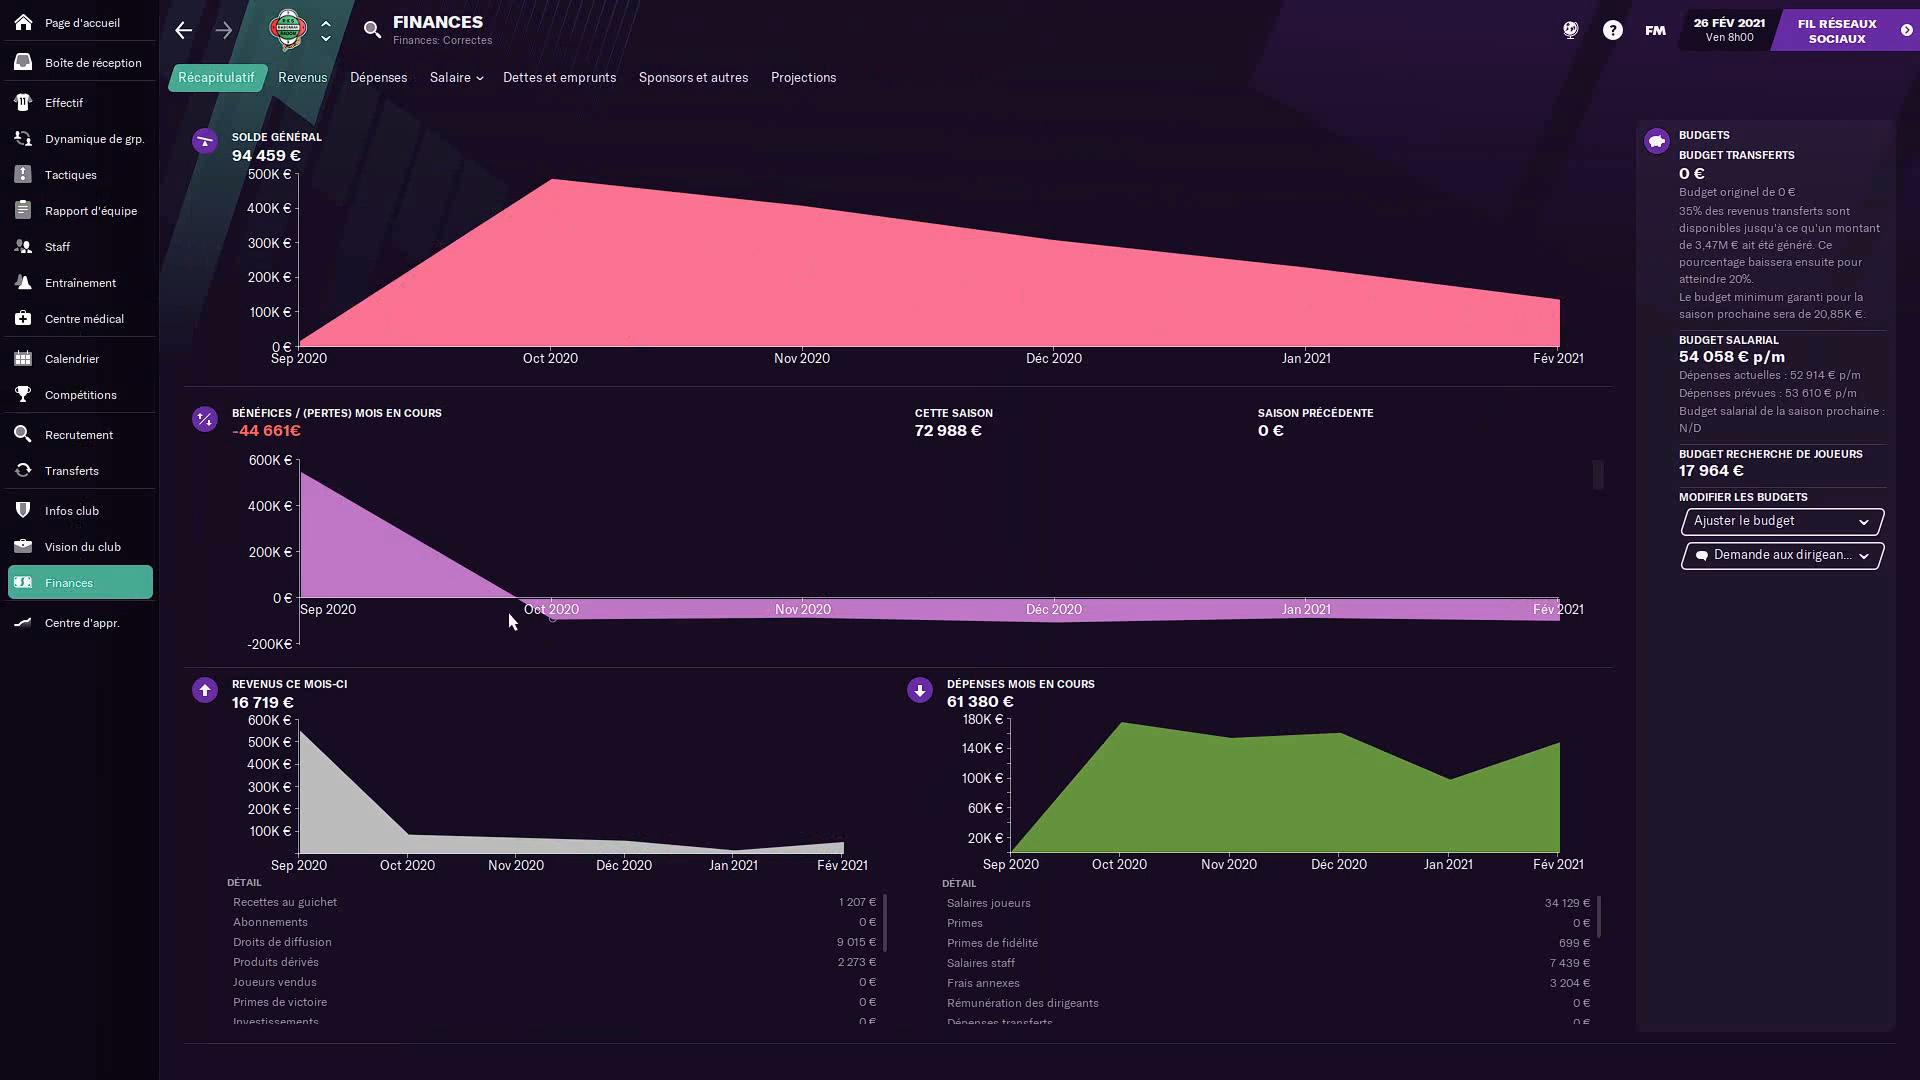 Page d'accueil
Boîte de réception
Effectif
Dynamique de grp.
Tactiques
Rapport d'équipe
Staff
Entraînement
Centre médical
Calendrier
Compétitions
Recrutement
Transferts
Infos club
Vision du club
Finances
Centre d'appr.
FINANCES
Finances: Correctes
FM
26 FÉV 2021
Ven 8h00
FIL RÉSEAUX
SOCIAUX
Récapitulatif
Revenus
Dépenses
Salaire
Dettes et emprunts
Sponsors et autres
Projections
SOLDE GÉNÉRAL
94 459 €
500K €
400K €
300K €
200K €
100K €
0 €
Sep 2020
Oct 2020
Nov 2020
Déc 2020
Jan 2021
Fév 2021
BÉNÉFICES / (PERTES) MOIS EN COURS
-44 661€
CETTE SAISON
72 988 €
SAISON PRÉCÉDENTE
0 €
600K €
400K €
200K €
0 €
-200K €
Sep 2020
Oct 2020
Nov 2020
Déc 2020
Jan 2021
Fév 2021
REVENUS CE MOIS-CI
16 719 €
600K €
500K €
400K €
300K €
200K €
100K €
Sep 2020
Oct 2020
Nov 2020
Déc 2020
Jan 2021
Fév 2021
DÉTAIL
Recettes au guichet 1 207 €
Abonnements 0 €
Droits de diffusion 9 015 €
Produits dérivés 2 273 €
Joueurs vendus 0 €
Primes de victoire 0 €
Investissements 0 €
DÉPENSES MOIS EN COURS
61 380 €
180K €
140K €
100K €
60K €
20K €
Sep 2020
Oct 2020
Nov 2020
Déc 2020
Jan 2021
Fév 2021
DÉTAIL
Salaires joueurs 34 129 €
Primes 0 €
Primes de fidélité 699 €
Salaires staff 7 439 €
Frais annexes 3 204 €
Rémunération des dirigeants 0 €
Dépenses transferts 0 €
BUDGETS
BUDGET TRANSFERTS
0 €
Budget originel de 0 €
35% des revenus transferts sont
disponibles jusqu'à ce qu'un montant
de 3,47M € ait été généré. Ce
pourcentage baissera ensuite pour
atteindre 20%.
Le budget minimum garanti pour la
saison prochaine sera de 20,85K €.
BUDGET SALARIAL
54 058 € p/m
Dépenses actuelles : 52 914 € p/m
Dépenses prévues : 53 610 € p/m
Budget salarial de la saison prochaine :
N/D
BUDGET RECHERCHE DE JOUEURS
17 964 €
MODIFIER LES BUDGETS
Ajuster le budget
Demande aux dirigean...